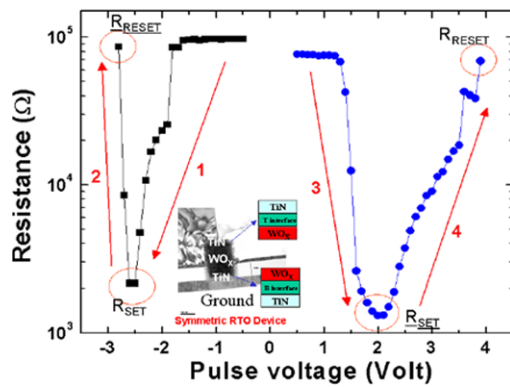 R_RESET
R_RESET
10^5
10^4
10^3
Resistance (Ω)
1
2
3
4
R_SET
R_SET
TiN
WO_X
TiN
TiN
T interface
WO_X
WO_X
B interface
TiN
Ground
Symmetric RTO Device
-3 -2 -1 0 1 2 3 4
Pulse voltage (Volt)